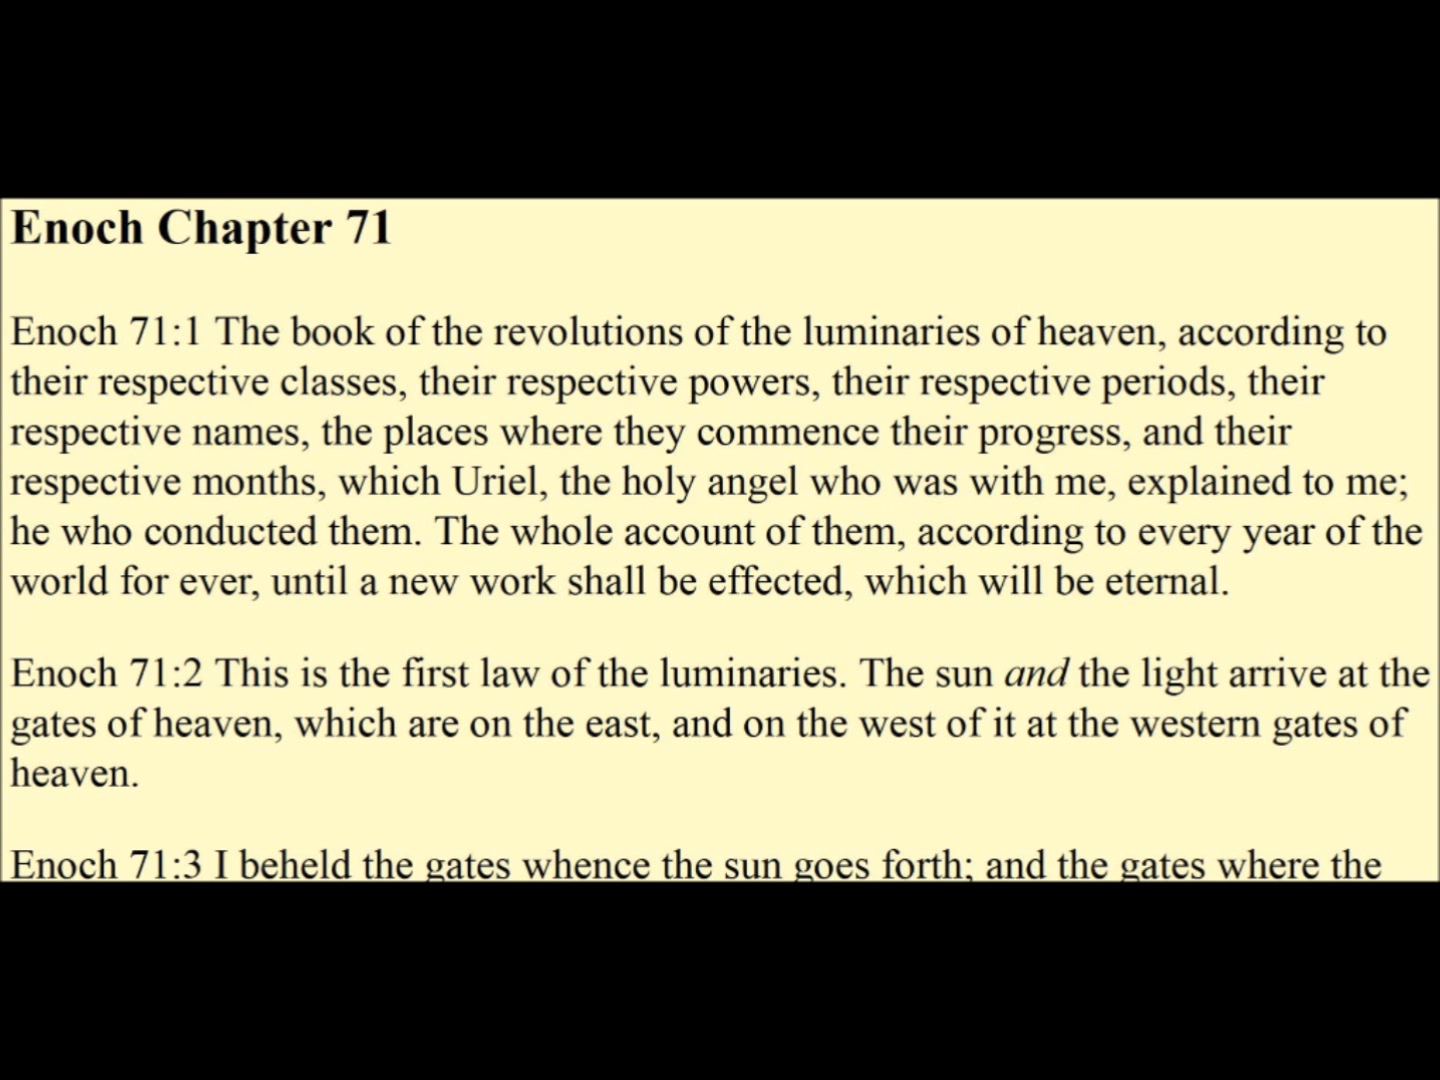 Enoch Chapter 71
Enoch 71:1 The book of the revolutions of the luminaries of heaven, according to
their respective classes, their respective powers, their respective periods, their
respective names, the places where they commence their progress, and their
respective months, which Uriel, the holy angel who was with me, explained to me;
he who conducted them. The whole account of them, according to every year of the
world for ever, until a new work shall be effected, which will be eternal.
Enoch 71:2 This is the first law of the luminaries. The sun and the light arrive at the
gates of heaven, which are on the east, and on the west of it at the western gates of
heaven.
Enoch 71:3 I beheld the gates whence the sun goes forth; and the gates where the